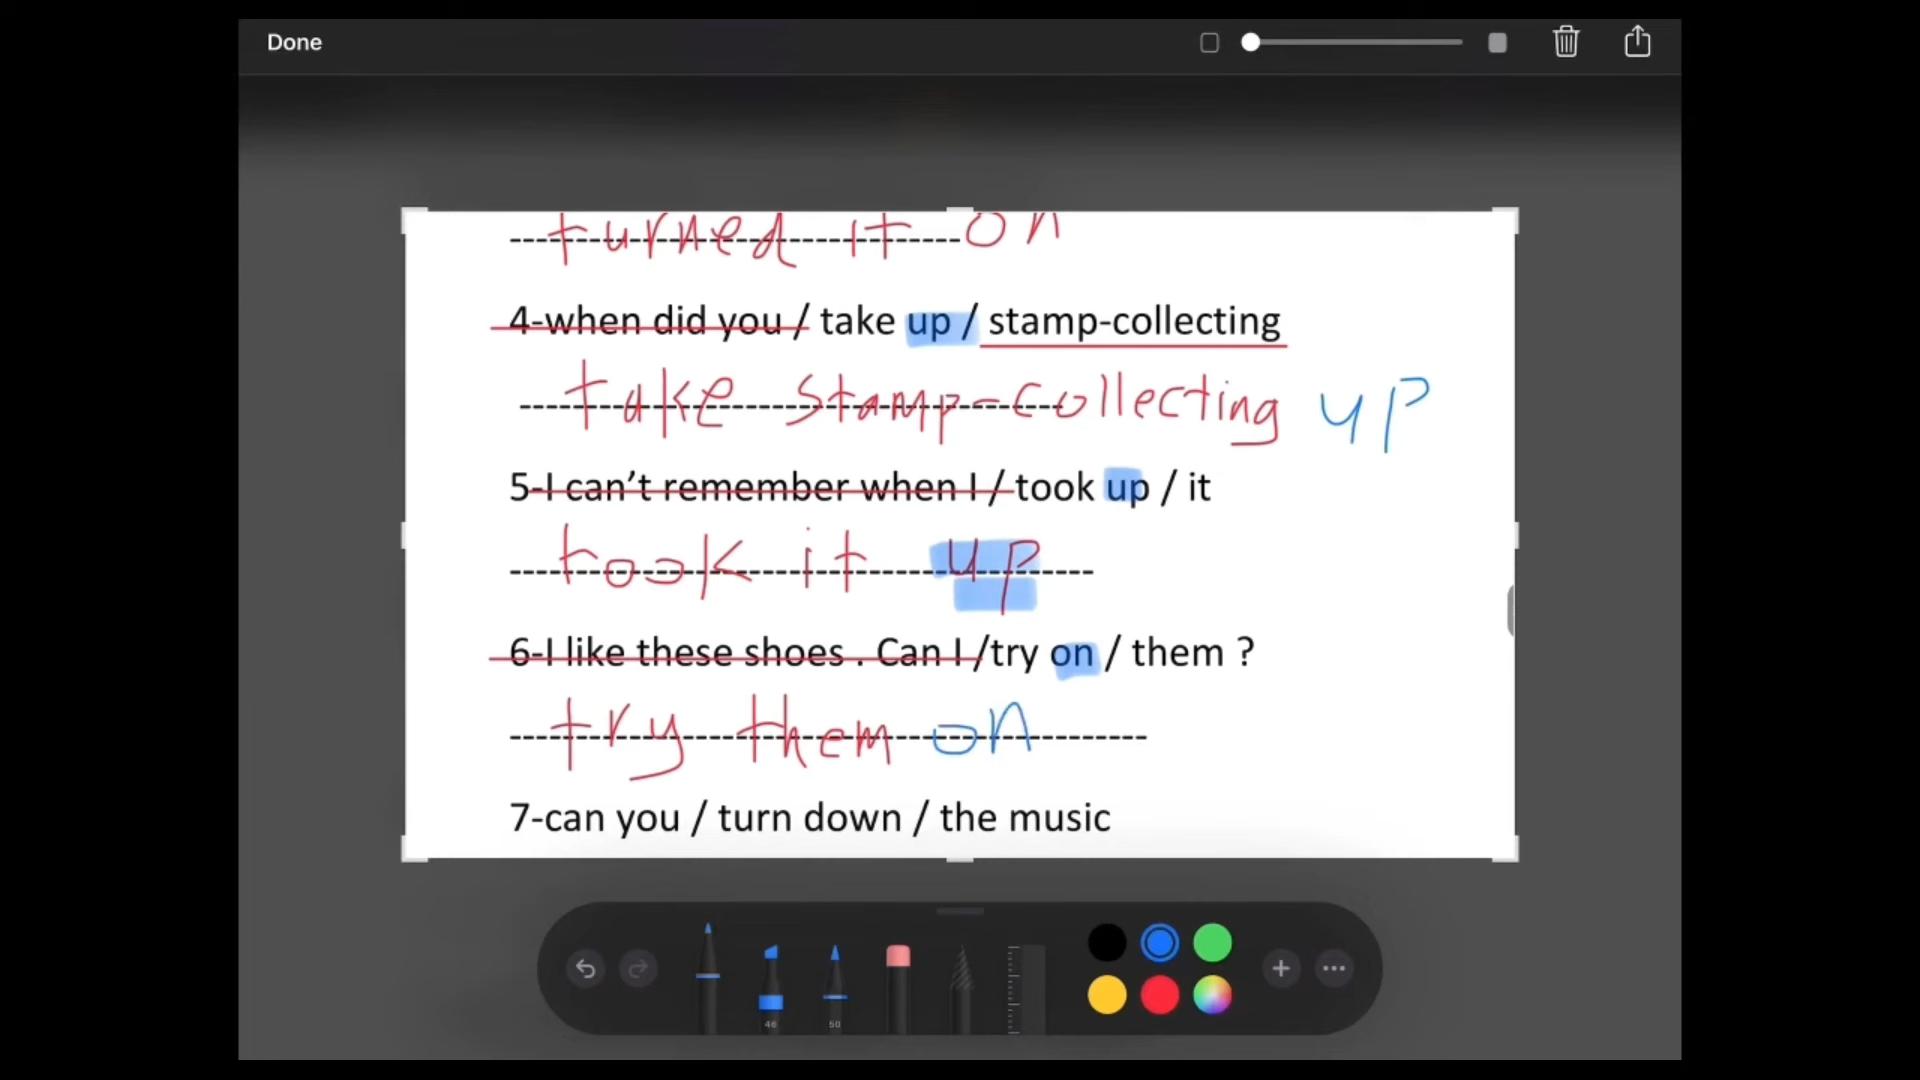 Done
turned it on
4-when did you / take up / stamp-collecting
take stamp-collecting up
5-I can’t remember when I / took up / it
took it up
6-I like these shoes . Can I /try on / them ?
try them on
7-can you / turn down / the music
46 50